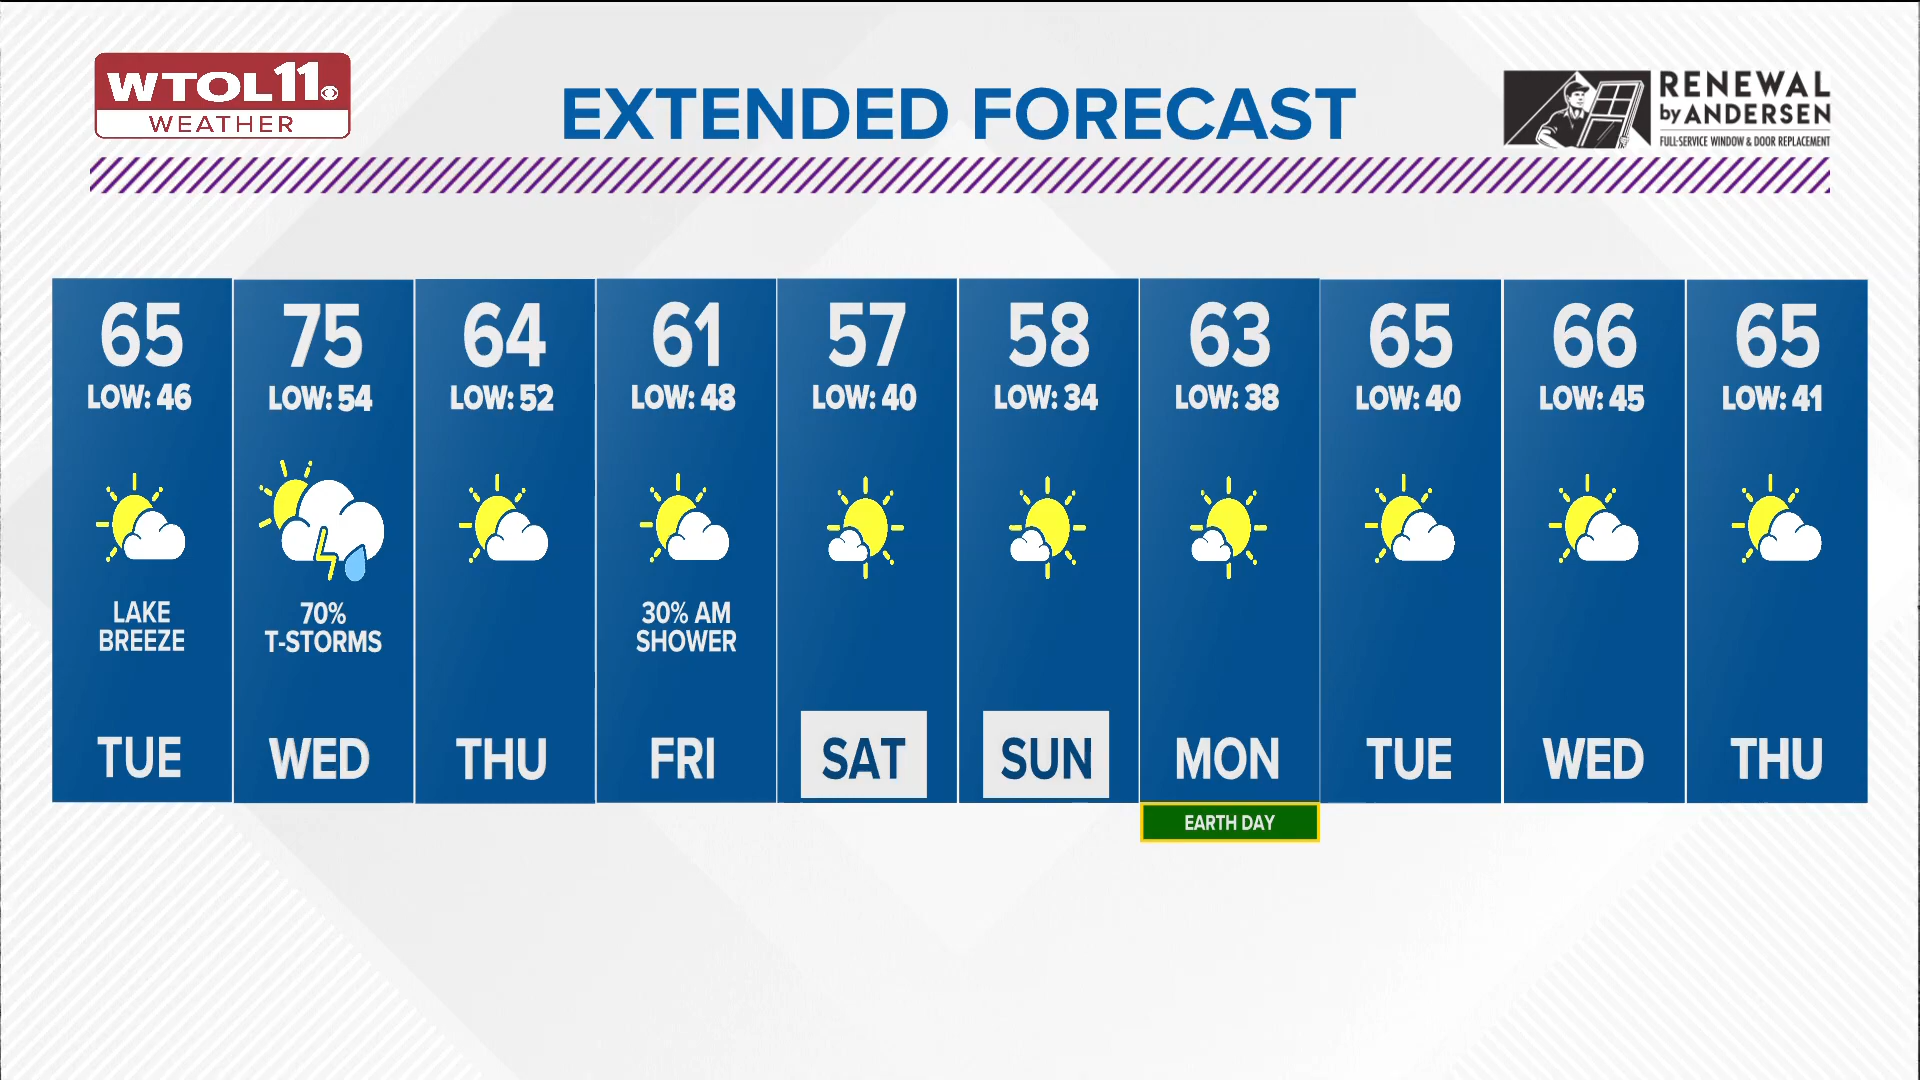 WTOL11
WEATHER
EXTENDED FORECAST
RENEWAL
by ANDERSEN
FULL-SERVICE WINDOW & DOOR REPLACEMENT
65
LOW: 46
LAKE
BREEZE
TUE
75
LOW: 54
70%
T-STORMS
WED
64
LOW: 52
THU
61
LOW: 48
30% AM
SHOWER
FRI
57
LOW: 40
SAT
58
LOW: 34
SUN
63
LOW: 38
MON
EARTH DAY
65
LOW: 40
TUE
66
LOW: 45
WED
65
LOW: 41
THU